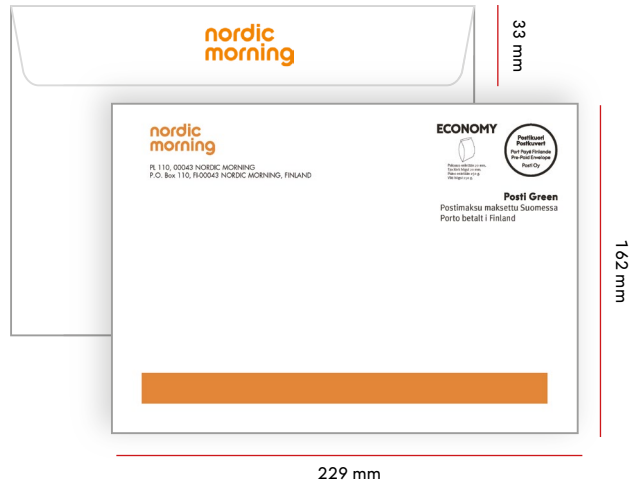 nordic
morning
33 mm
nordic
morning
PL 110, 00043 NORDIC MORNING
P.O. Box 110, FI-00043 NORDIC MORNING, FINLAND
ECONOMY
Postikuori
Postkuvert
Port Payé Finlande
Pre-Paid Envelope
Posti Oy
Posti Green
Postimaksu maksettu Suomessa
Porto betalt i Finland
162 mm
229 mm